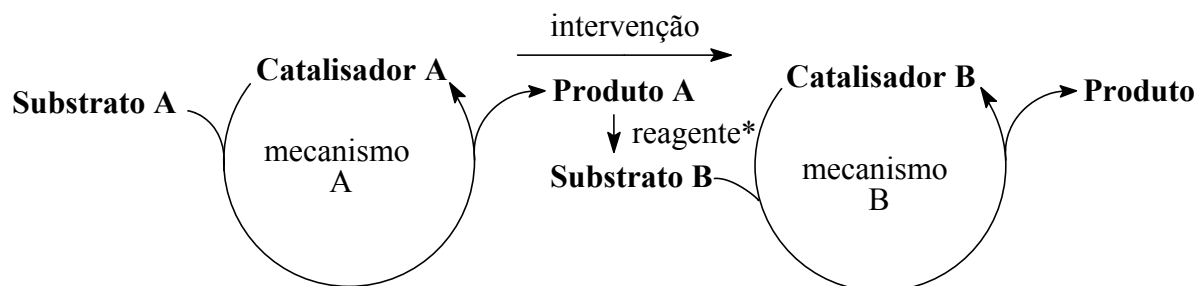 intervenção
Catalisador A
Catalisador B
Substrato A
Produto A
Produto
reagente*
mecanismo
A
Substrato B
mecanismo
B